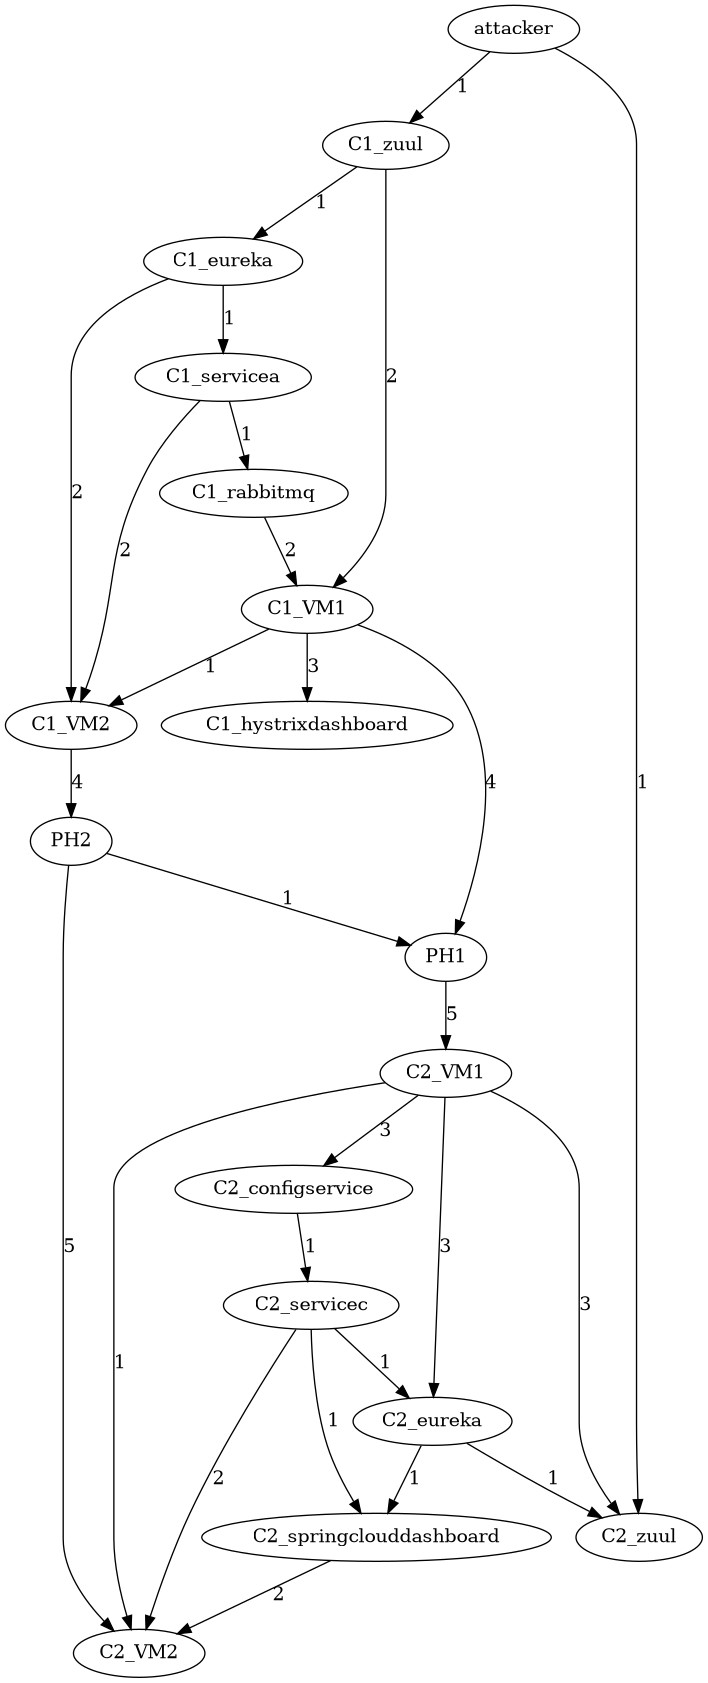 attacker
1
C1_zuul
1
C1_eureka
1
C1_servicea
2
1
C1_rabbitmq
2
2
2
C1_VM1
1
3
C1_VM2
C1_hystrixdashboard
4
4
1
PH2
1
PH1
5
C2_VM1
3
C2_configservice
5
1
3
3
C2_servicec
1
1
C2_eureka
1
2
1
1
C2_springclouddashboard
C2_zuul
2
C2_VM2